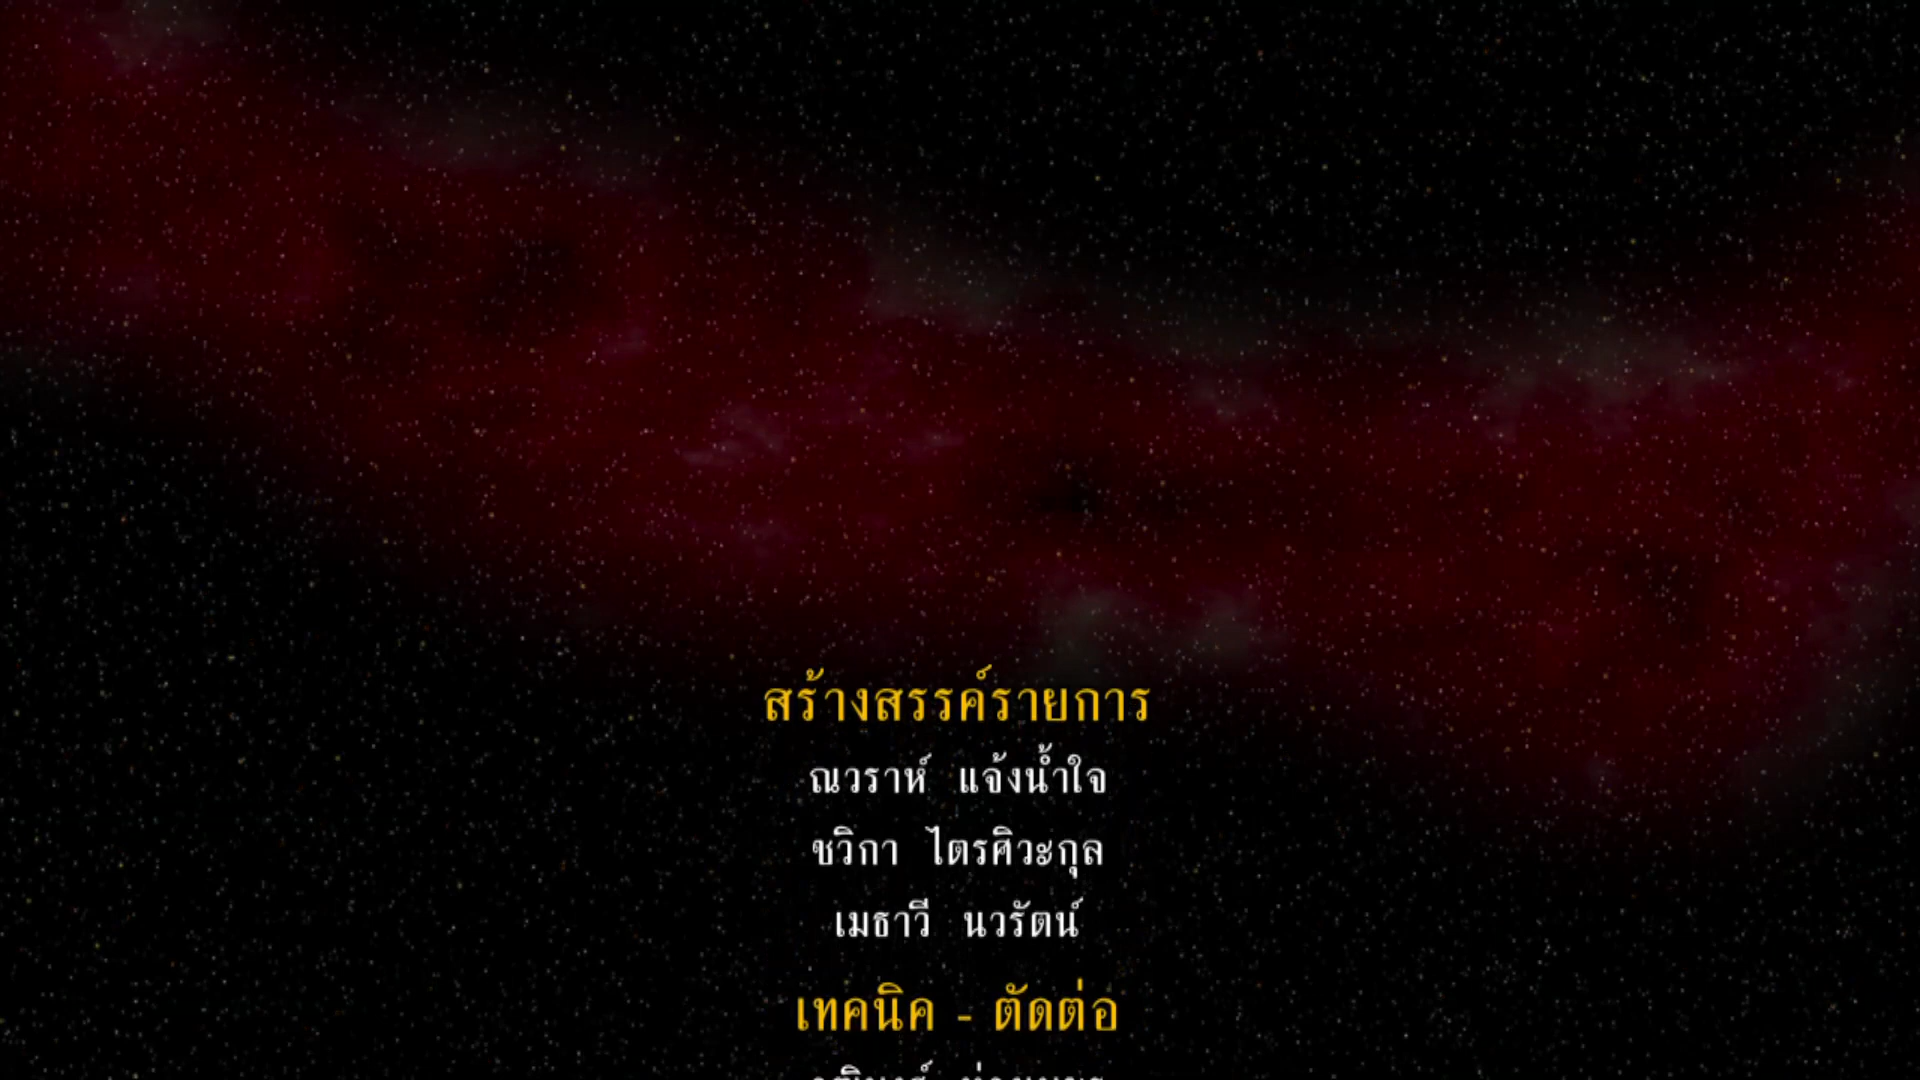 สร้างสรรค์รายการ
ณวราห์ แจ้งน้ำใจ
ชวิกา ไตรศิวะกุล
เมธาวี นวรัตน์
เทคนิค - ตัดต่อ